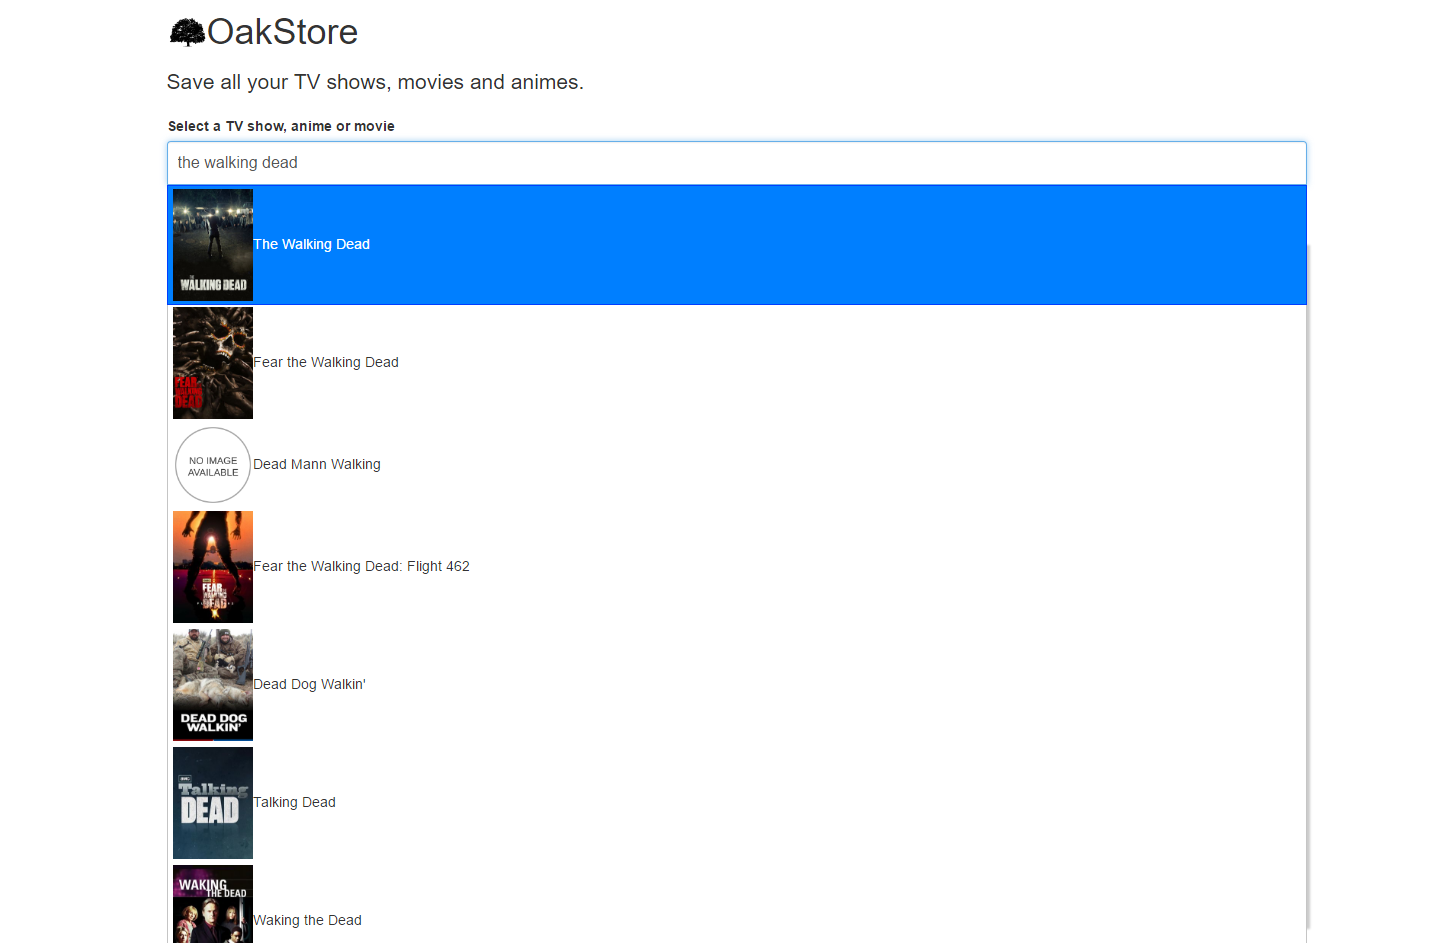 OakStore
Save all your TV shows, movies and animes.
Select a TV show, anime or movie
the walking dead
THE
WALKING DEAD
The Walking Dead
FEAR
THE WALKING
DEAD
Fear the Walking Dead
NO IMAGE
AVAILABLE
Dead Mann Walking
FEAR
THE WALKING
DEAD
Fear the Walking Dead: Flight 462
DEAD DOG
WALKIN'
Dead Dog Walkin'
aMC
Talking
DEAD
Talking Dead
WAKING
THE DEAD
Waking the Dead